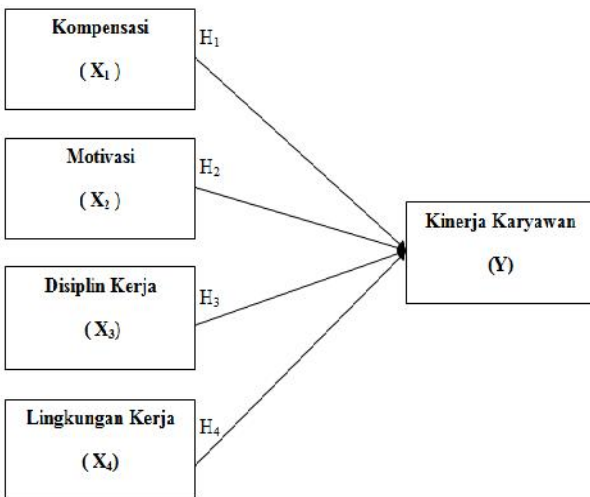 Kompensasi
( X₁ )
H₁
Motivasi
( X₂ )
H₂
Disiplin Kerja
( X₃)
H₃
Lingkungan Kerja
( X₄)
H₄
Kinerja Karyawan
(Y)